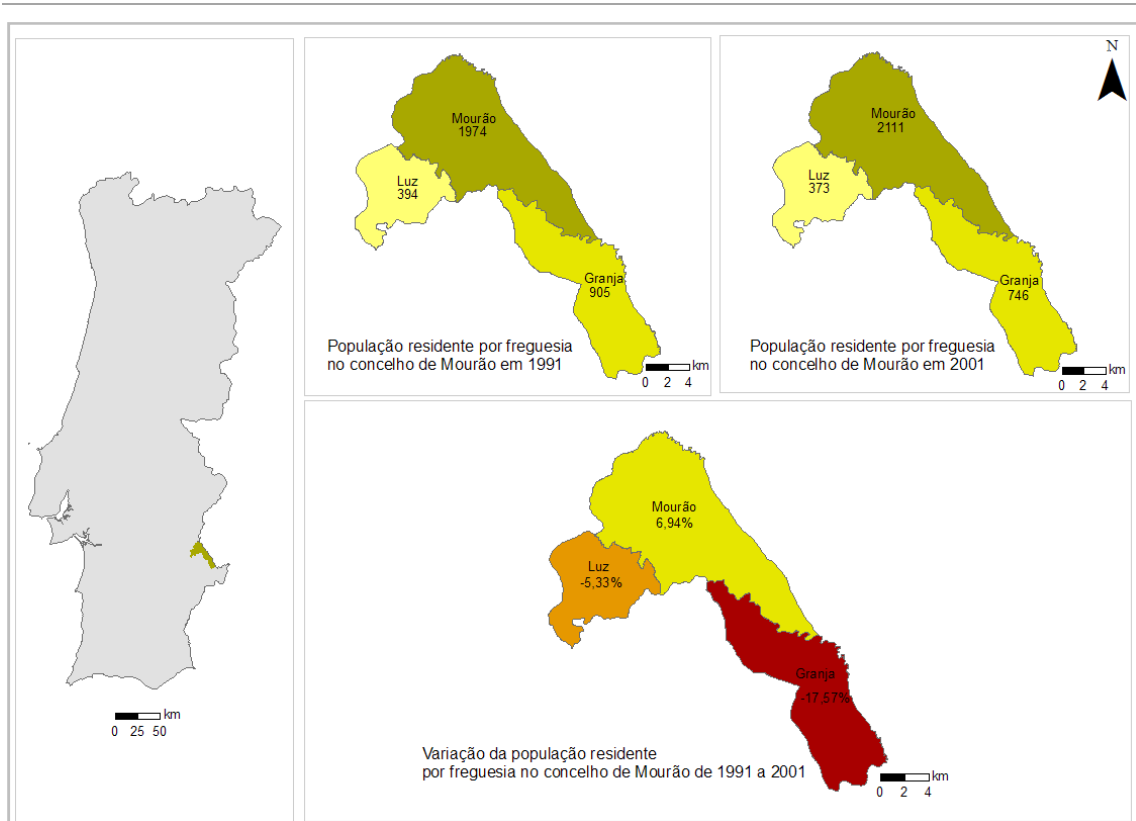 Mourão
1974
Luz
394
Granja
905
População residente por freguesia
no concelho de Mourão em 1991
km
0 2 4
N
Mourão
2111
Luz
373
Granja
746
População residente por freguesia
no concelho de Mourão em 2001
km
0 2 4
km
0 25 50
Mourão
6,94%
Luz
-5,33%
Granja
-17,57%
Variação da população residente
por freguesia no concelho de Mourão de 1991 a 2001
km
0 2 4